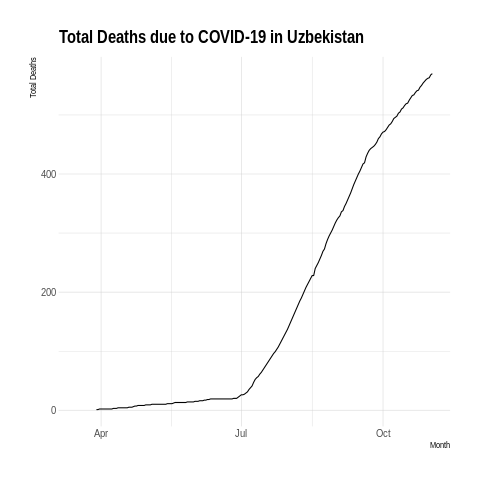 Total Deaths due to COVID-19 in Uzbekistan
Total Deaths
400
200
0
Apr Jul Oct
Month